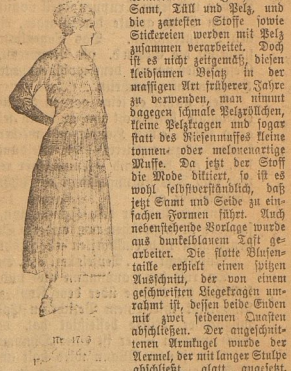 Samt, Tüll und Pelz, und
die zartesten Stoffe sowie
Stickereien werden mit Pelz
zusammen verarbeitet. Doch
ist es nicht zeitgemäß, diesen
kleidsamen Besatz in der
massigen Art früherer Jahre
zu verwenden, man nimmt
dagegen schmale Pelzröllchen,
kleine Pelzkragen und sogar
statt des Riesenmuffes kleine
tonnen- oder melonenartige
Muffe. Da jetzt der Stoff
die Mode diktiert, so ist es
wohl selbstverständlich, daß
jetzt Samt und Seide zu ein-
fachen Formen führt. Auch
nebenstehende Vorlage wurde
aus dunkelblauem Taft ge-
arbeitet. Die flotte Blusen-
taille erhielt einen spitzen
Ausschnitt, der von einem
geschweiften Liegekragen um-
rahmt ist, dessen beide Enden
mit zwei seidenen Quasten
abschließen. Der angeschnit-
tenen Armkugel wurde der
Aermel, der mit langer Stulpe
abschließt, glatt angesetzt.